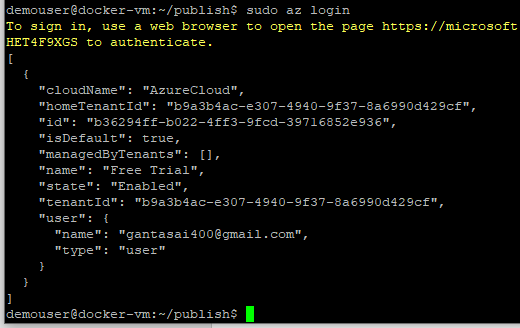 demouser@docker-vm:~/publish$ sudo az login
To sign in, use a web browser to open the page https://microsoft
HET4F9XGS to authenticate.
[
  {
    "cloudName": "AzureCloud",
    "homeTenantId": "b9a3b4ac-e307-4940-9f37-8a6990d429cf",
    "id": "b36294ff-b022-4ff3-9fcd-39716852e936",
    "isDefault": true,
    "managedByTenants": [],
    "name": "Free Trial",
    "state": "Enabled",
    "tenantId": "b9a3b4ac-e307-4940-9f37-8a6990d429cf",
    "user": {
      "name": "gantasai400@gmail.com",
      "type": "user"
    }
  }
]
demouser@docker-vm:~/publish$